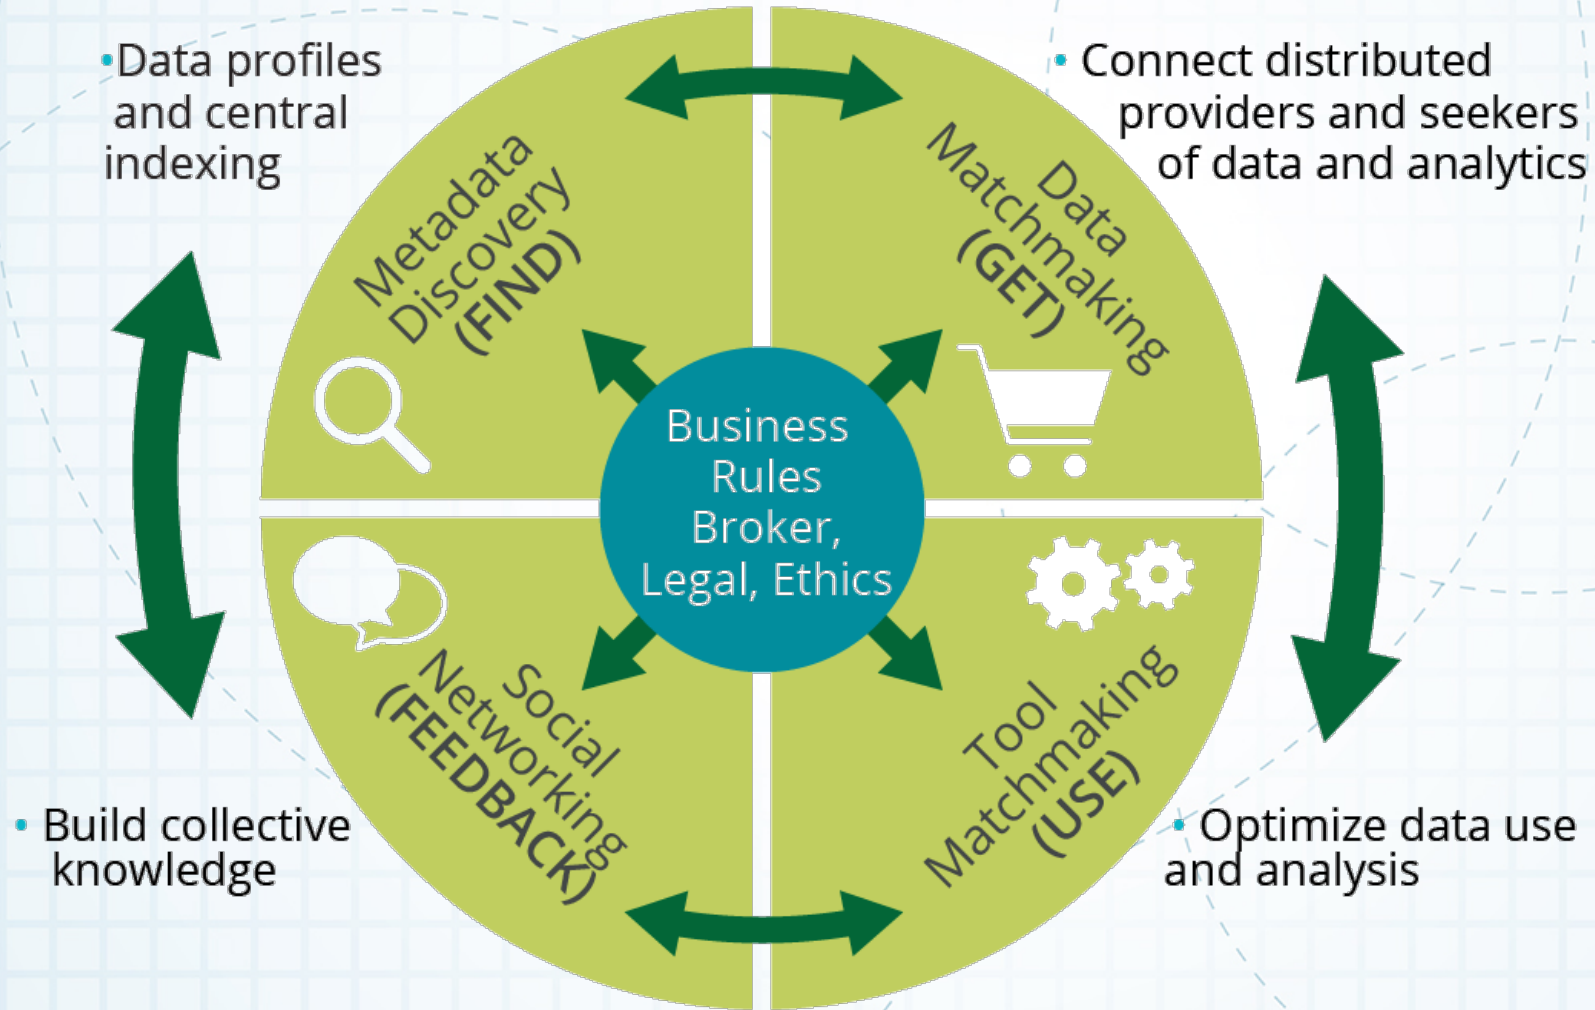 •Data profiles
and central
indexing
• Connect distributed
providers and seekers
of data and analytics
Metadata
Discovery
(FIND)
Data
Matchmaking
(GET)
Business
Rules
Broker,
Legal, Ethics
Social
Networking
(FEEDBACK)
Tool
Matchmaking
(USE)
• Build collective
knowledge
• Optimize data use
and analysis